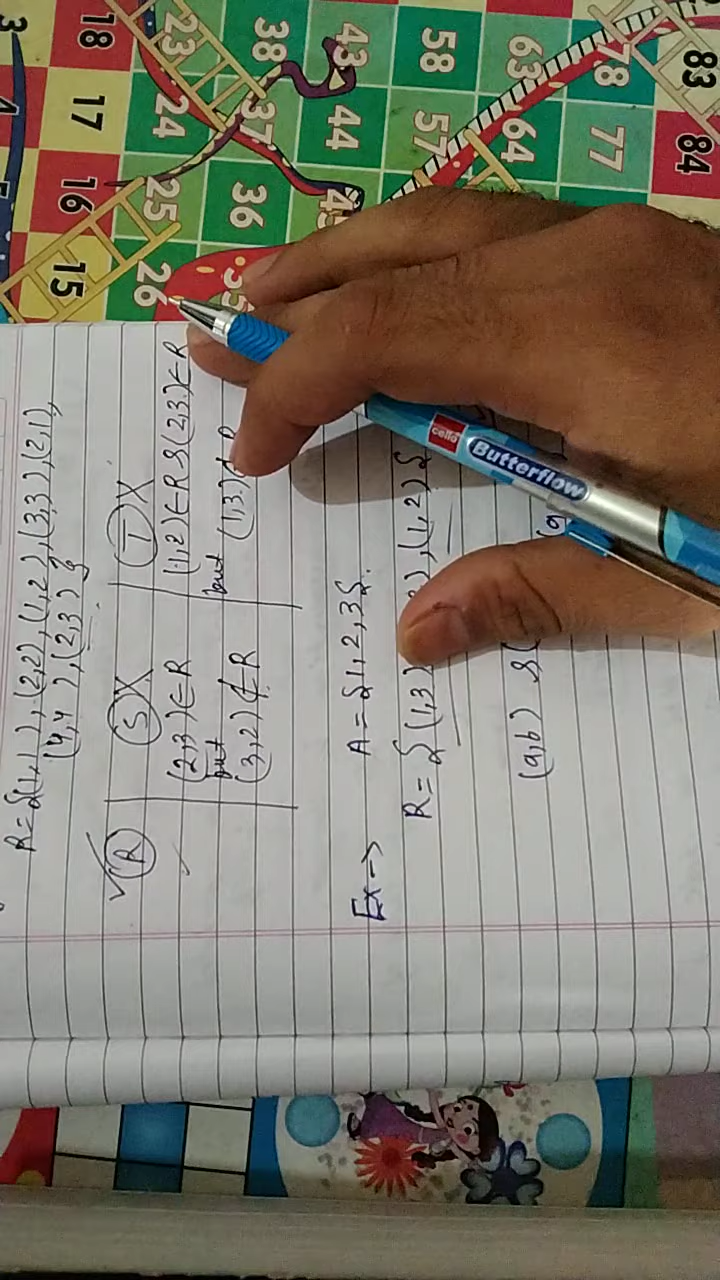 R = {(1,1), (2,2), (1,2), (3,3), (2,1),
(4,4), (2,3)}
R S X T X
(2,3) ∈ R (1,2) ∈ R & (2,3) ∈ R
but but (1,3) ∉ R
(3,2) ∉ R
Ex → A = {1, 2, 3}.
R = {(1,3) ), (1,2)}
(a,b) &
cello Butterflow
18 23 38 43 58 63 78 83
17 24 37 44 57 64 77 84
16 25 36
15 26 35
3